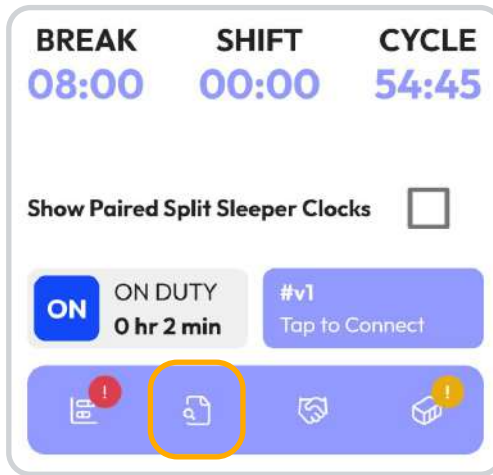 BREAK SHIFT CYCLE
08:00 00:00 54:45
Show Paired Split Sleeper Clocks
ON ON DUTY
0 hr 2 min
#v1
Tap to Connect
! !